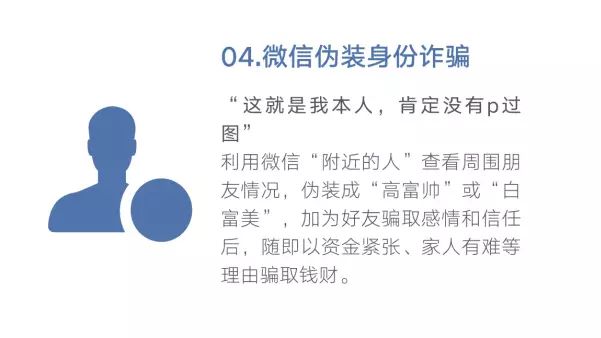 04.微信伪装身份诈骗
“这就是我本人，肯定没有p过
图”
利用微信“附近的人”查看周围朋
友情况，伪装成“高富帅”或“白
富美”，加为好友骗取感情和信任
后，随即以资金紧张、家人有难等
理由骗取钱财。